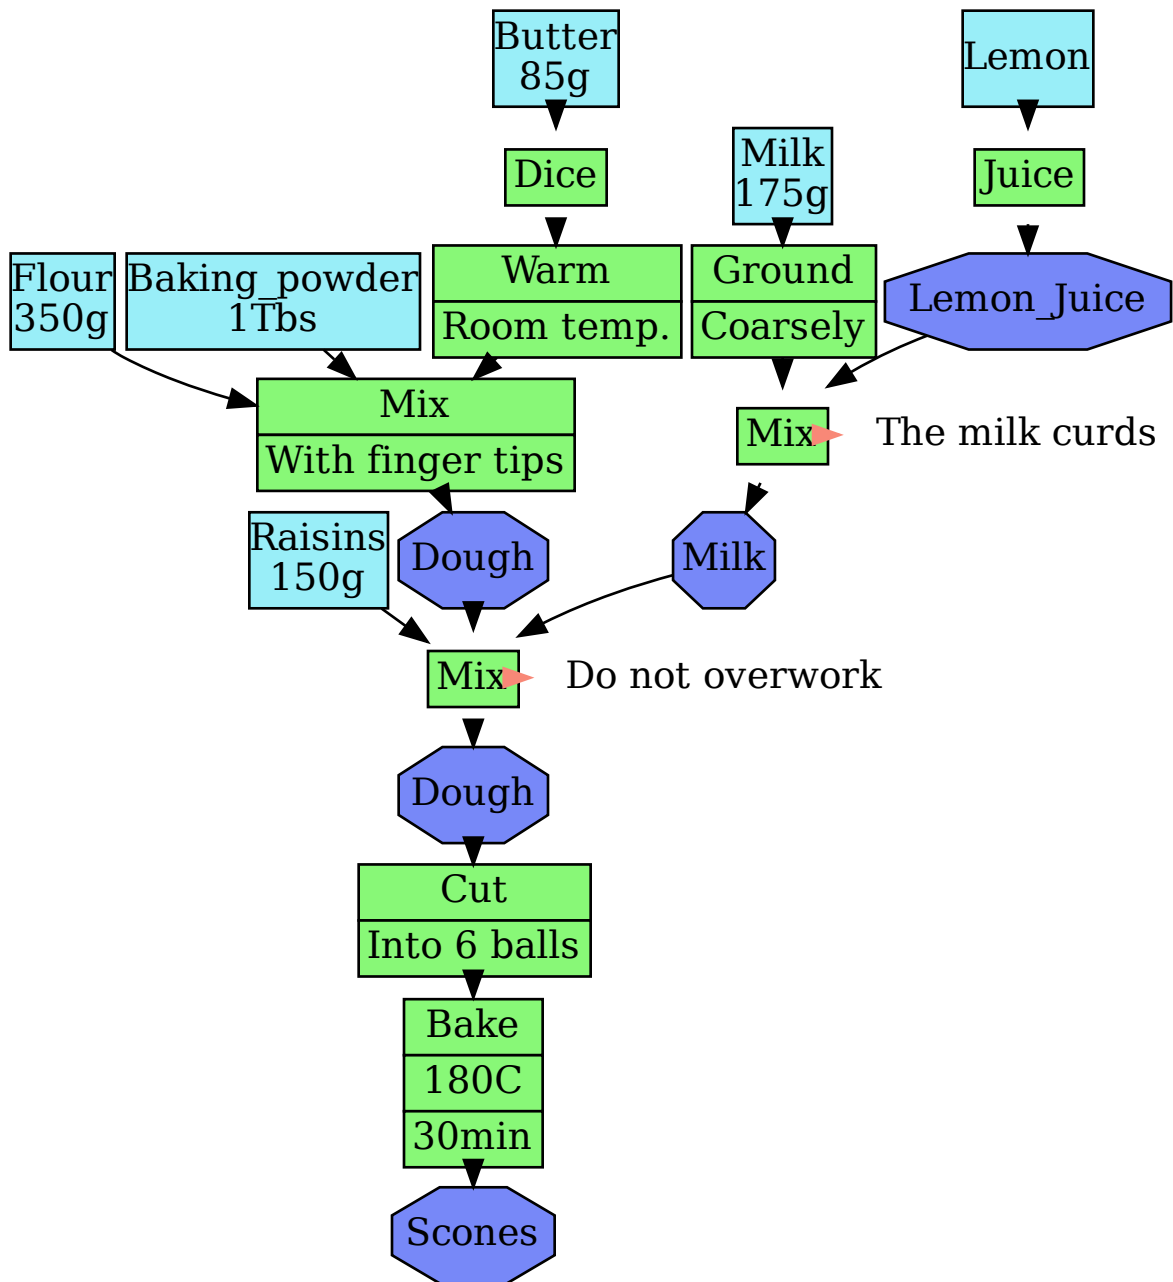 Butter
85g
Lemon
Dice
Milk
175g
Juice
Flour
350g
Baking_powder
1Tbs
Warm
Room temp.
Ground
Coarsely
Lemon_Juice
Mix
With finger tips
Mix
The milk curds
Raisins
150g
Dough
Milk
Mix
Do not overwork
Dough
Cut
Into 6 balls
Bake
180C
30min
Scones